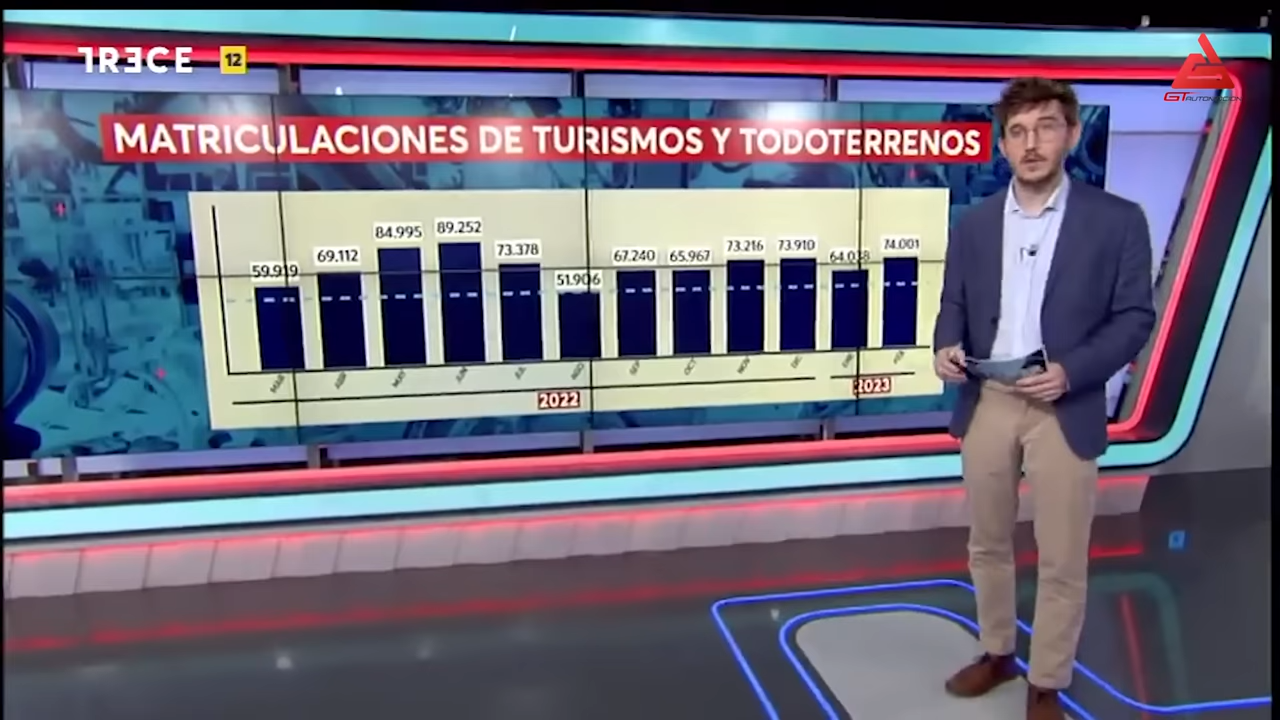 TRECE 12
GT AUTOMOCIÓN
MATRICULACIONES DE TURISMOS Y TODOTERRENOS
59.919 69.112 84.995 89.252 73.378 51.906 67.240 65.967 73.216 73.910 64.038 74.001
MAR ABR MAY JUN JUL AGO SEP OCT NOV DIC ENE FEB
2022 2023